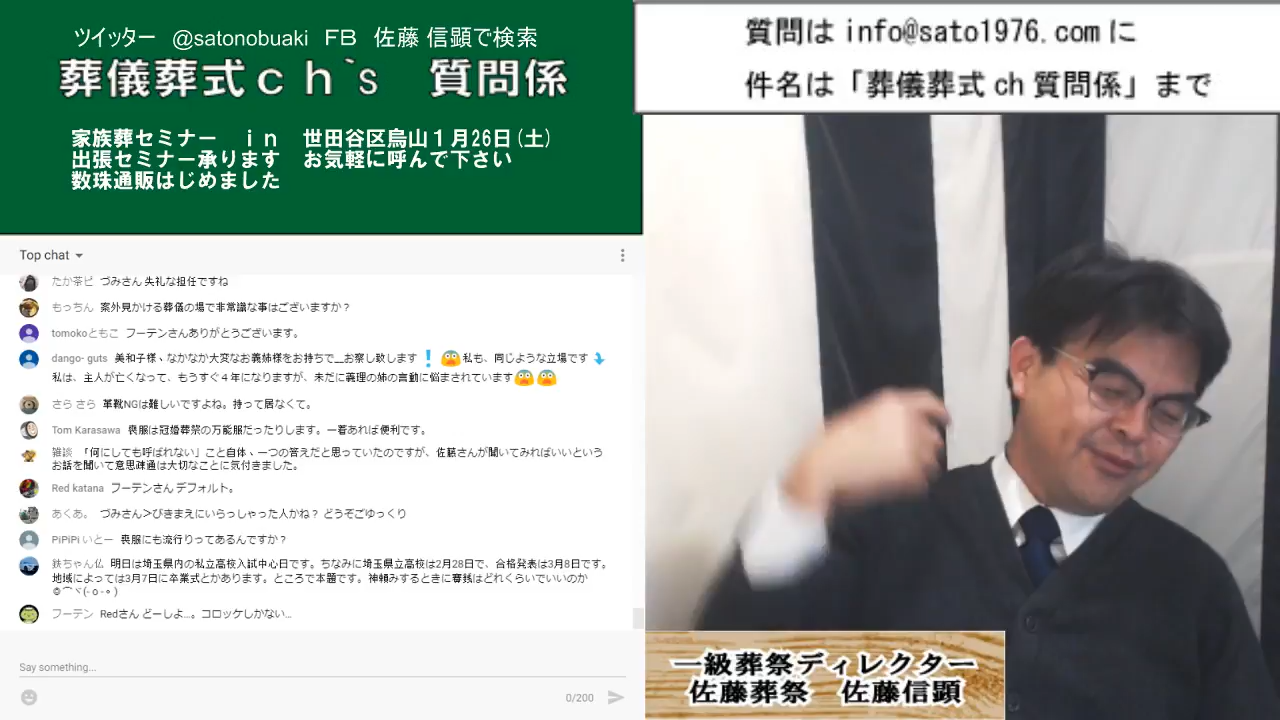 ツイッター @satonobuaki FB 佐藤 信顕で検索
葬儀葬式ch`s 質問係
家族葬セミナー in 世田谷区烏山1月26日(土)
出張セミナー承ります お気軽に呼んで下さい
数珠通販はじめました
質問は info@sato1976.com に
件名は「葬儀葬式 ch 質問係」まで
Top chat
たか茶ピ づみさん 失礼な担任ですね
もっちん 案外見かける葬儀の場で非常識な事はございますか？
tomokoともこ フーテンさんありがとうございます。
dango- guts 美和子様、なかなか大変なお義姉様をお持ちで__お察し致します❗😨私も、同じような立場です⤵
私は、主人が亡くなって、もうすぐ４年になりますが、未だに義理の姉の言動に悩まされています😨😨
さら さら 革靴NGは難しいですよね。持って居なくて。
Tom Karasawa 喪服は冠婚葬祭の万能服だったりします。一着あれば便利です。
雑談 「何にしても呼ばれない」こと自体、一つの答えだと思っていたのですが、佐藤さんが聞いてみればいいという
お話を聞いて意思疎通は大切なことに気付きました。
Red katana フーテンさん デフォルト。
あくあ。 づみさん＞びきまえにいらっしゃった人かね？ どうぞごゆっくり
PiPiPi いとー 喪服にも流行りってあるんですか？
鉄ちゃん仏 明日は埼玉県内の私立高校入試中心日です。ちなみに埼玉県立高校は2月28日で、合格発表は3月8日です。
地域によっては3月7日に卒業式とかあります。ところで本題です。神頼みするときに賽銭はどれくらいでいいのか
フーテン Redさん どーしよ…。コロッケしかない…
Say something...
0/200
一級葬祭ディレクター
佐藤葬祭 佐藤信顕